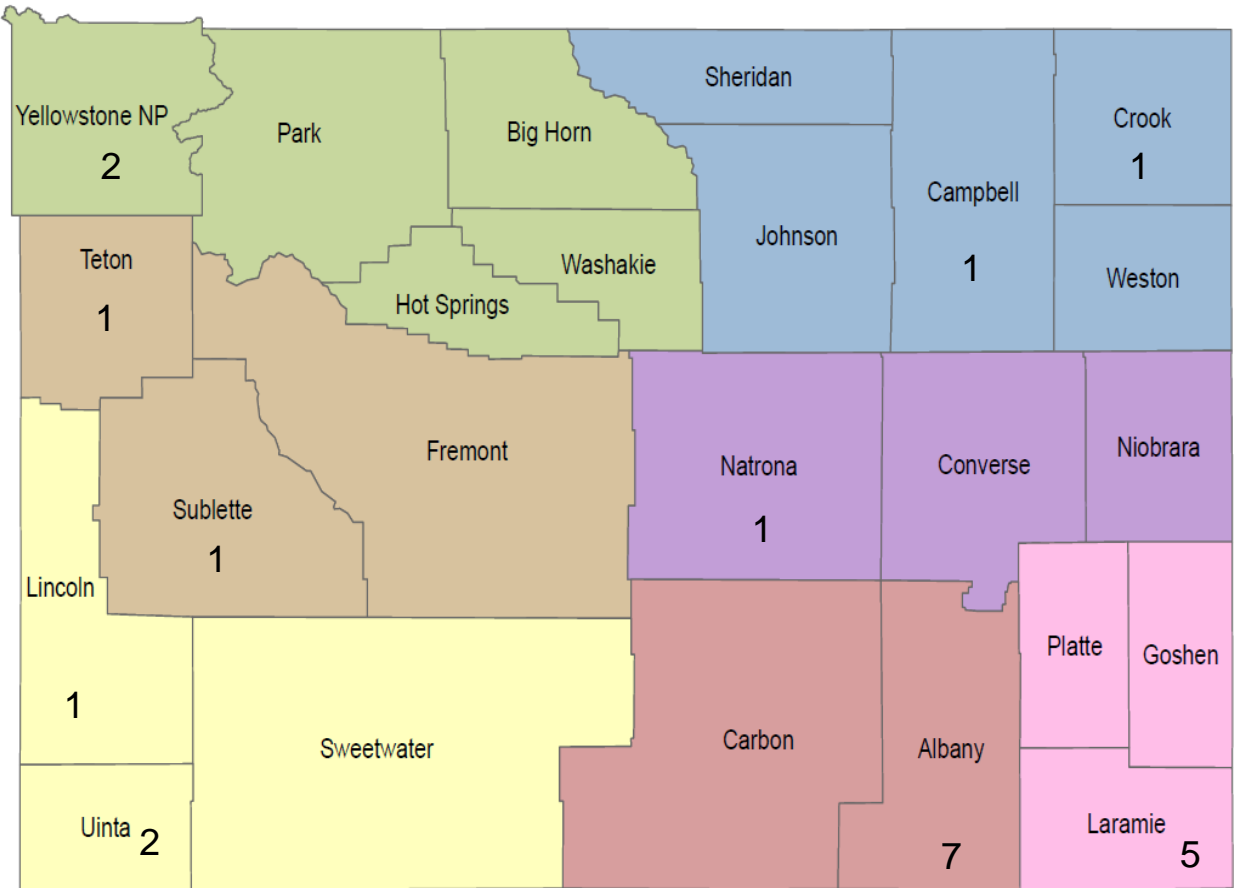 Yellowstone NP
2
Park
Big Horn
Sheridan
Johnson
Campbell
1
Crook
1
Weston
Washakie
Hot Springs
Teton
1
Fremont
Sublette
1
Natrona
1
Converse
Niobrara
Lincoln
1
Sweetwater
Uinta 2
Carbon
Albany
7
Platte
Goshen
Laramie
5